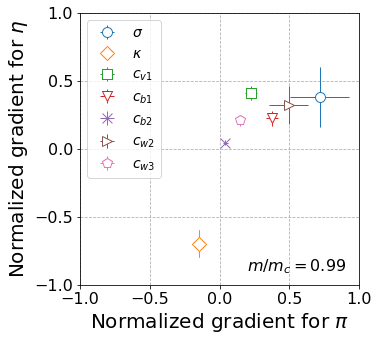 1.0
0.5
0.0
−0.5
−1.0
Normalized gradient for η
σ
κ
c_{v1}
c_{b1}
c_{b2}
c_{w2}
c_{w3}
m/m_c = 0.99
−1.0 −0.5 0.0 0.5 1.0
Normalized gradient for π